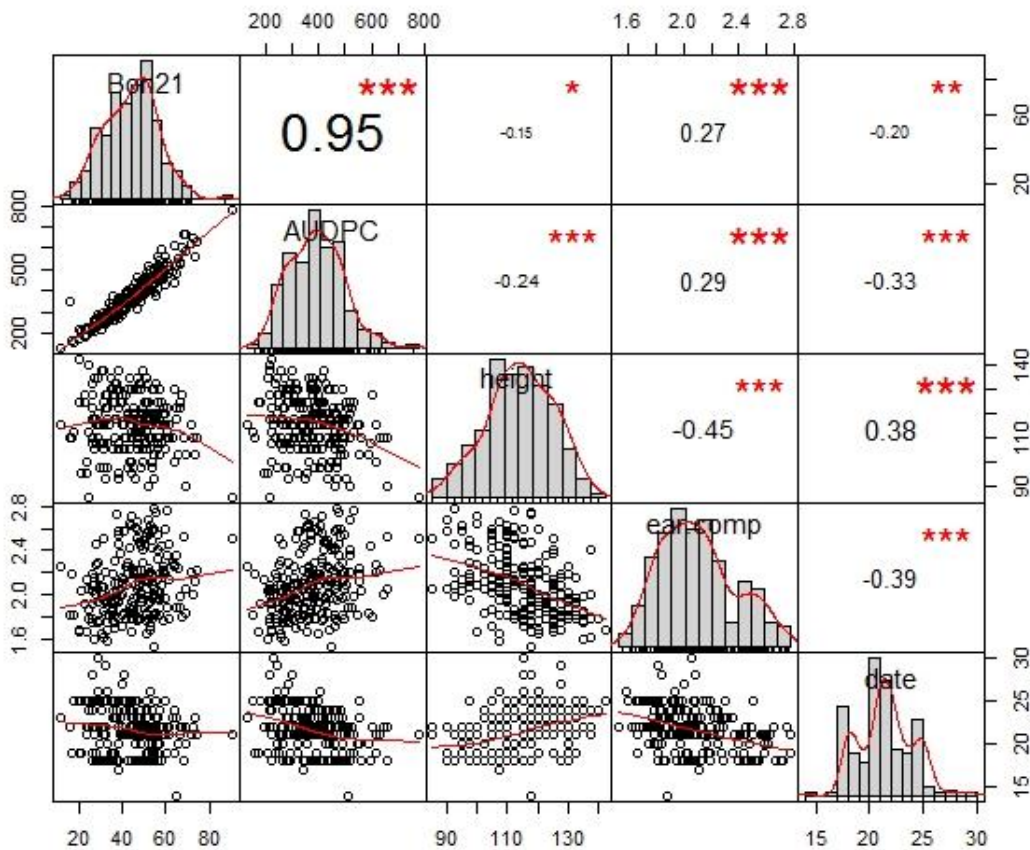 200 400 600 800 1.6 2.0 2.4 2.8
Bon21 *** 0.95 * -0.15 *** 0.27 ** -0.20
20 60
200 500 800
AUDPC *** -0.24 *** 0.29 *** -0.33
height *** -0.45 *** 0.38
90 110 140
1.6 2.0 2.4 2.8
ear.comp *** -0.39
date
15 20 25 30
20 40 60 80 90 110 130 15 20 25 30